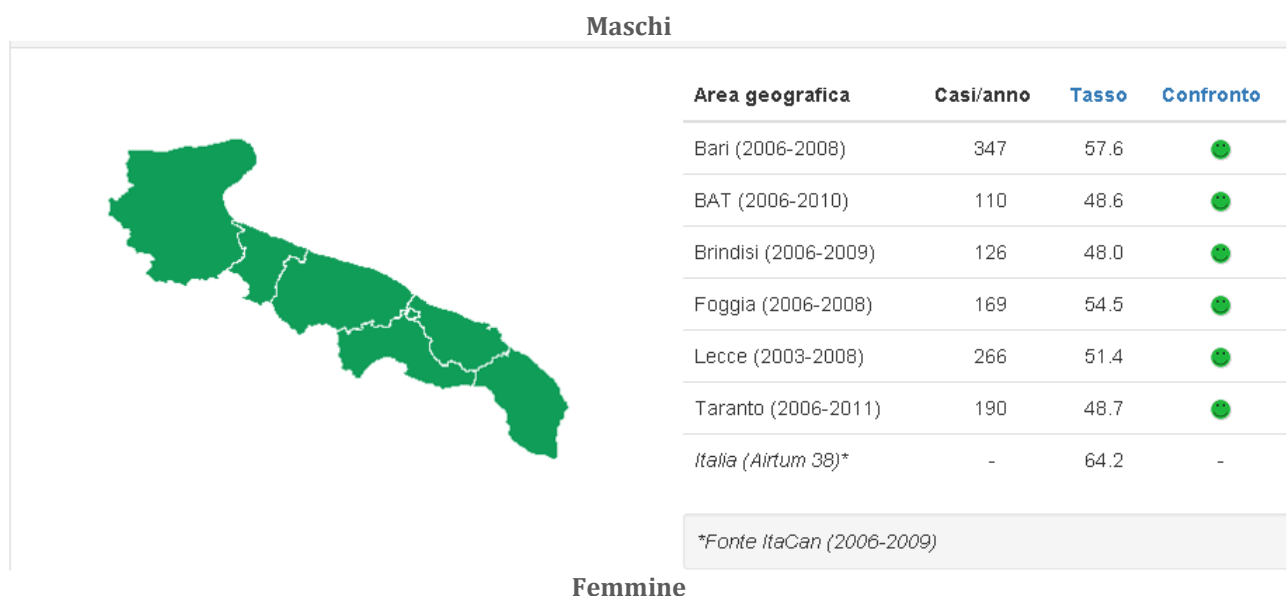 Maschi
Area geografica Casi/anno Tasso Confronto
Bari (2006-2008) 347 57.6
BAT (2006-2010) 110 48.6
Brindisi (2006-2009) 126 48.0
Foggia (2006-2008) 169 54.5
Lecce (2003-2008) 266 51.4
Taranto (2006-2011) 190 48.7
Italia (Airtum 38)* - 64.2 -
*Fonte ItaCan (2006-2009)
Femmine